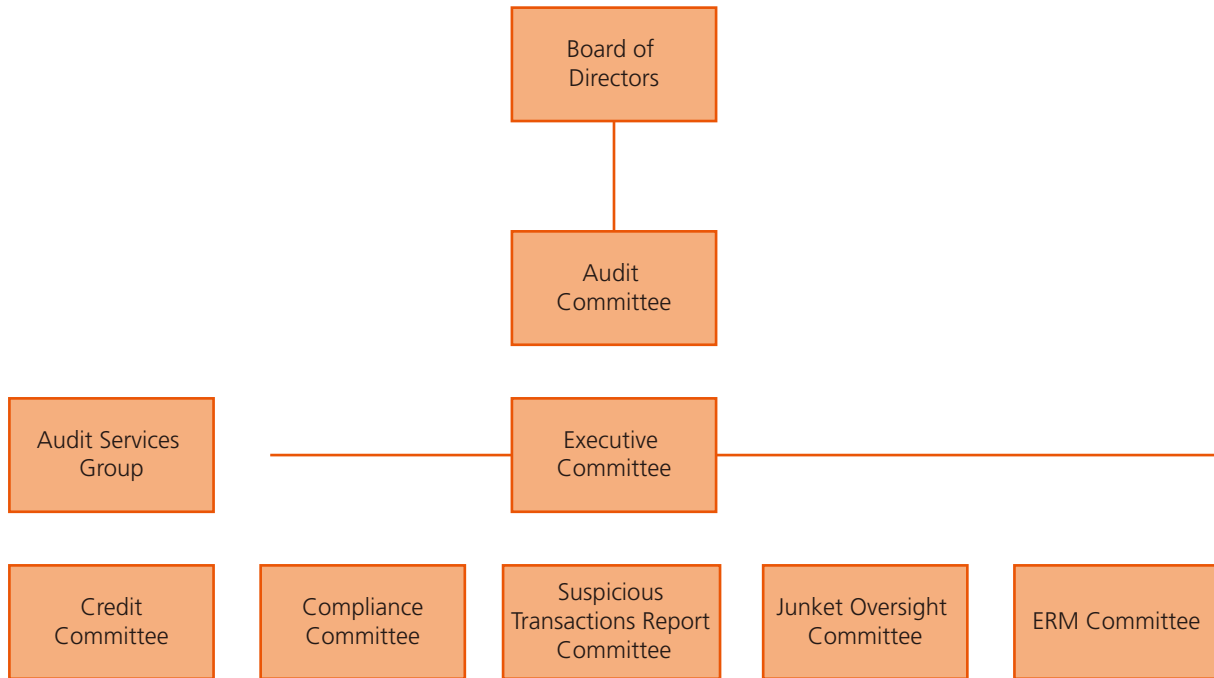 Board of
Directors
Audit
Committee
Audit Services
Group
Executive
Committee
Credit
Committee
Compliance
Committee
Suspicious
Transactions Report
Committee
Junket Oversight
Committee
ERM Committee